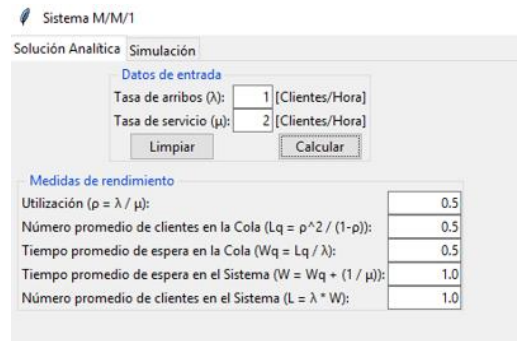 Sistema M/M/1
Solución Analítica Simulación
Datos de entrada
Tasa de arribos (λ): 1 [Clientes/Hora]
Tasa de servicio (μ): 2 [Clientes/Hora]
Limpiar Calcular
Medidas de rendimiento
Utilización (ρ = λ / μ): 0.5
Número promedio de clientes en la Cola (Lq = ρ^2 / (1-ρ)): 0.5
Tiempo promedio de espera en la Cola (Wq = Lq / λ): 0.5
Tiempo promedio de espera en el Sistema (W = Wq + (1 / μ)): 1.0
Número promedio de clientes en el Sistema (L = λ * W): 1.0